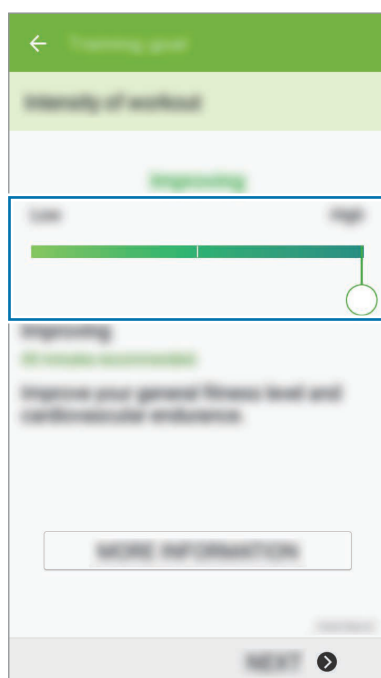 Training goal
Intensity of workout
Improving
Low High
Improving
Improve your general fitness level and
cardiovascular endurance.
MORE INFORMATION
NEXT